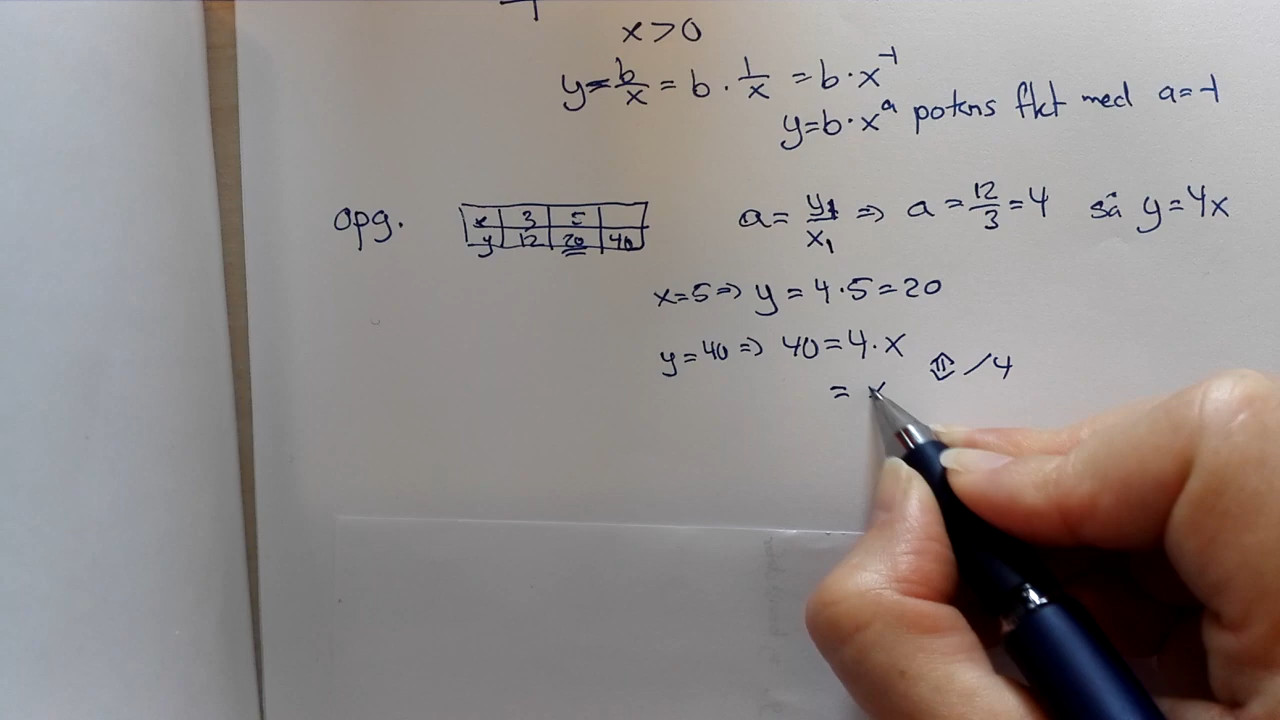 x > 0
y = b/x = b · 1/x = b · x⁻¹
y = b · xᵃ potens fkt med a = -1
opg.
x 3 5
y 12 20 40
a = y₁/x₁ ⇒ a = 12/3 = 4 så y = 4x
x = 5 ⇒ y = 4 · 5 = 20
y = 40 ⇒ 40 = 4 · x
⇕ /4
= x